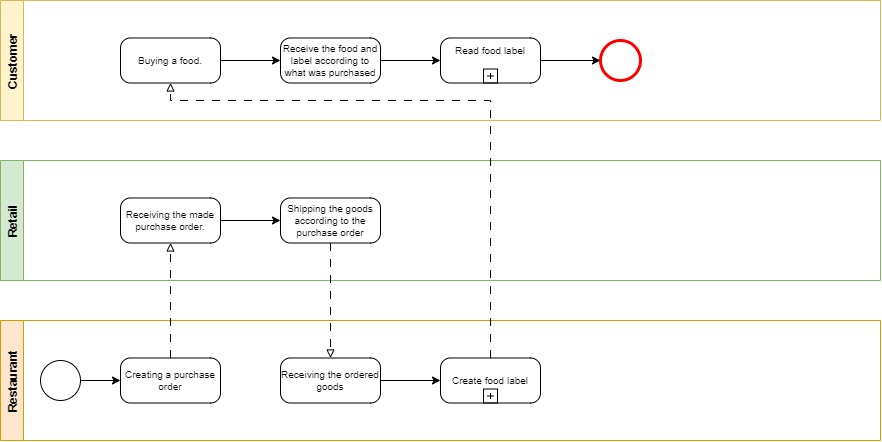 Customer
Buying a food.
Receive the food and
label according to
what was purchased
Read food label
Retail
Receiving the made
purchase order.
Shipping the goods
according to the
purchase order
Restaurant
Creating a purchase
order
Receiving the ordered
goods
Create food label